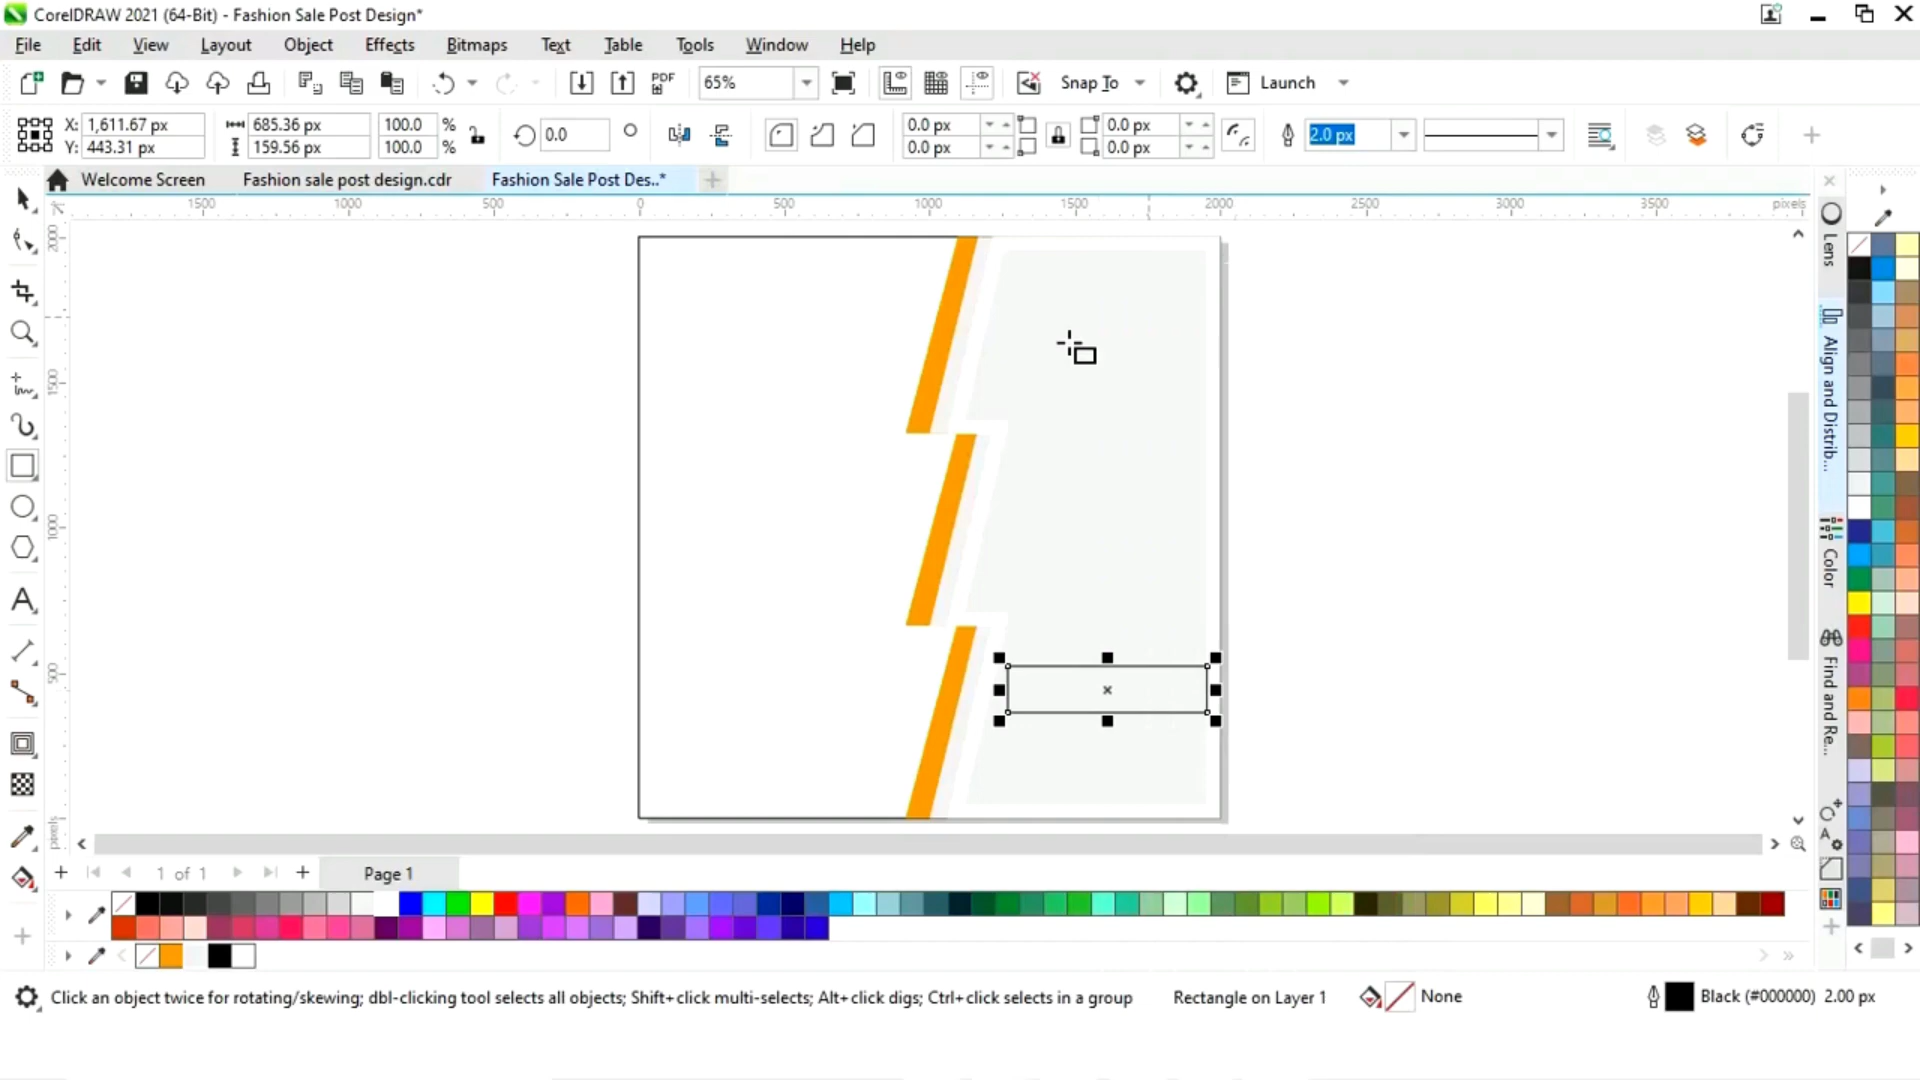 CorelDRAW 2021 (64-Bit) - Fashion Sale Post Design*
File Edit View Layout Object Effects Bitmaps Text Table Tools Window Help
PDF 65% Snap To Launch
X: 1,611.67 px 685.36 px 100.0 % 0.0 0.0 px 0.0 px 2.0 px
Y: 443.31 px 159.56 px 100.0 % 0.0 px 0.0 px
Welcome Screen Fashion sale post design.cdr Fashion Sale Post Des..*
1500 1000 500 0 500 1000 1500 2000 2500 3000 3500 pixels
2000
1500
1000
500
Lens
Align and Distrib...
Color
Find and Re...
1 of 1 Page 1
Click an object twice for rotating/skewing; dbl-clicking tool selects all objects; Shift+click multi-selects; Alt+click digs; Ctrl+click selects in a group Rectangle on Layer 1 None Black (#000000) 2.00 px